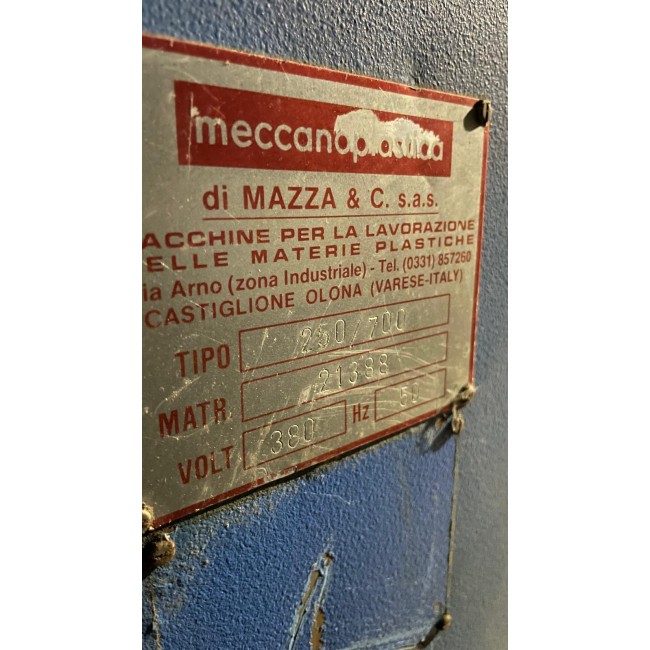 meccanoplastica
di MAZZA & C. s.a.s.
ACCHINE PER LA LAVORAZIONE
ELLE MATERIE PLASTICHE
ia Arno (zona Industriale) - Tel. (0331) 857260
CASTIGLIONE OLONA (VARESE-ITALY)
TIPO 250/700
MATR. 21388
VOLT 380 Hz 50